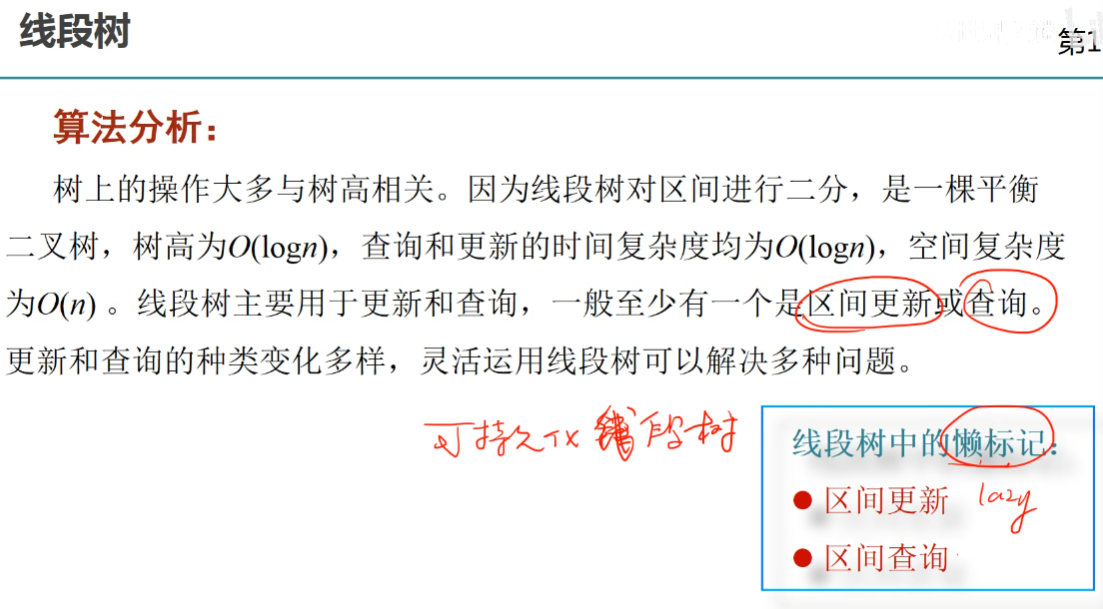 线段树
第1
算法分析：
树上的操作大多与树高相关。因为线段树对区间进行二分，是一棵平衡
二叉树，树高为O(logn)，查询和更新的时间复杂度均为O(logn)，空间复杂度
为O(n) 。线段树主要用于更新和查询，一般至少有一个是区间更新或查询。
更新和查询的种类变化多样，灵活运用线段树可以解决多种问题。
可持久化线段树
线段树中的懒标记：
● 区间更新 lazy
● 区间查询